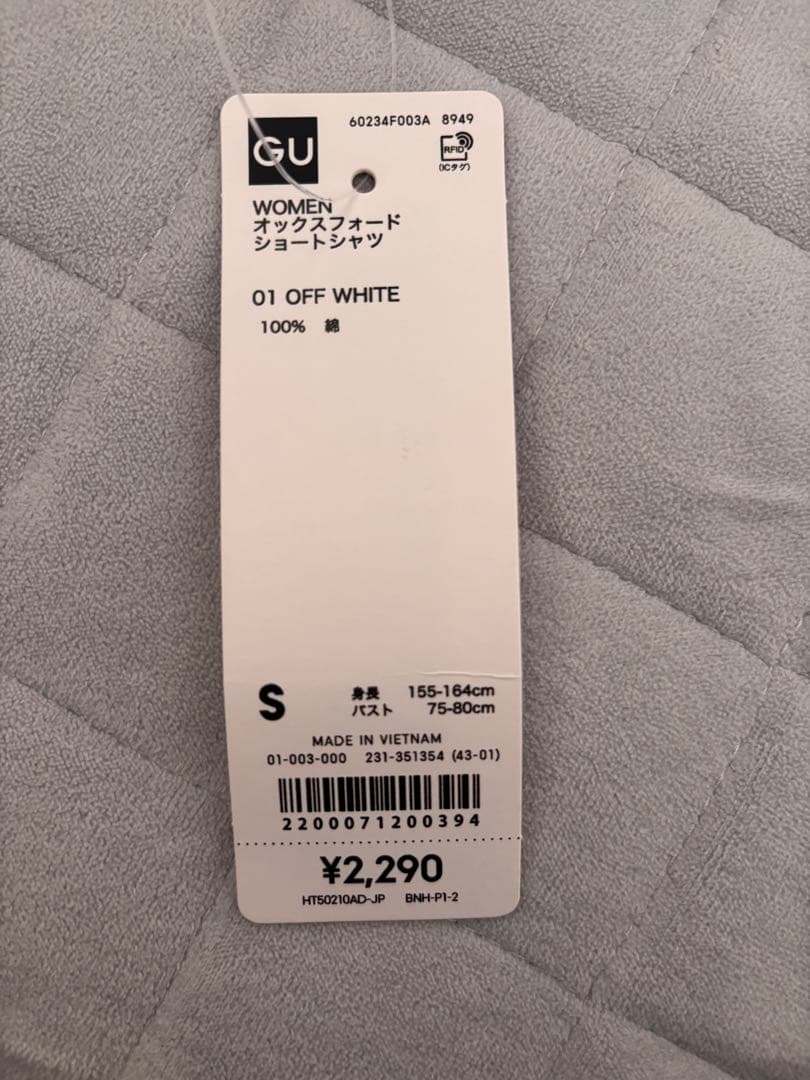 60234F003A 8949
GU
RFID
(ICタグ)
WOMEN
オックスフォード
ショートシャツ
01 OFF WHITE
100% 綿
S 身長 155-164cm
バスト 75-80cm
MADE IN VIETNAM
01-003-000 231-351354 (43-01)
2200071200394
¥2,290
HT50210AD-JP BNH-P1-2